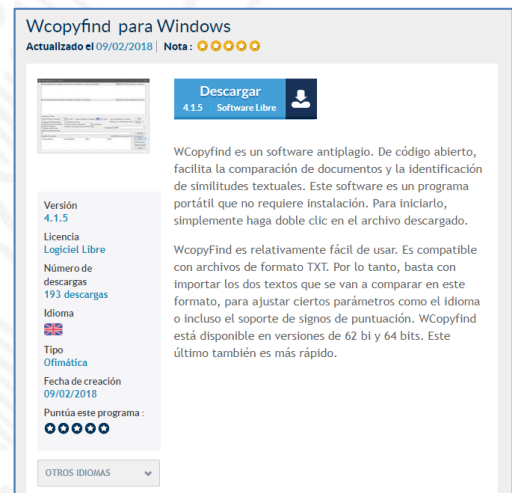 Wcopyfind para Windows
Actualizado el 09/02/2018 | Nota :
Descargar
4.1.5 Software Libre
WCopyfind es un software antiplagio. De código abierto,
facilita la comparación de documentos y la identificación
de similitudes textuales. Este software es un programa
portátil que no requiere instalación. Para iniciarlo,
simplemente haga doble clic en el archivo descargado.
WcopyFind es relativamente fácil de usar. Es compatible
con archivos de formato TXT. Por lo tanto, basta con
importar los dos textos que se van a comparar en este
formato, para ajustar ciertos parámetros como el idioma
o incluso el soporte de signos de puntuación. WCopyfind
está disponible en versiones de 62 bi y 64 bits. Este
último también es más rápido.
Versión
4.1.5
Licencia
Logiciel Libre
Número de
descargas
193 descargas
Idioma
Tipo
Ofimática
Fecha de creación
09/02/2018
Puntúa este programa :
OTROS IDIOMAS